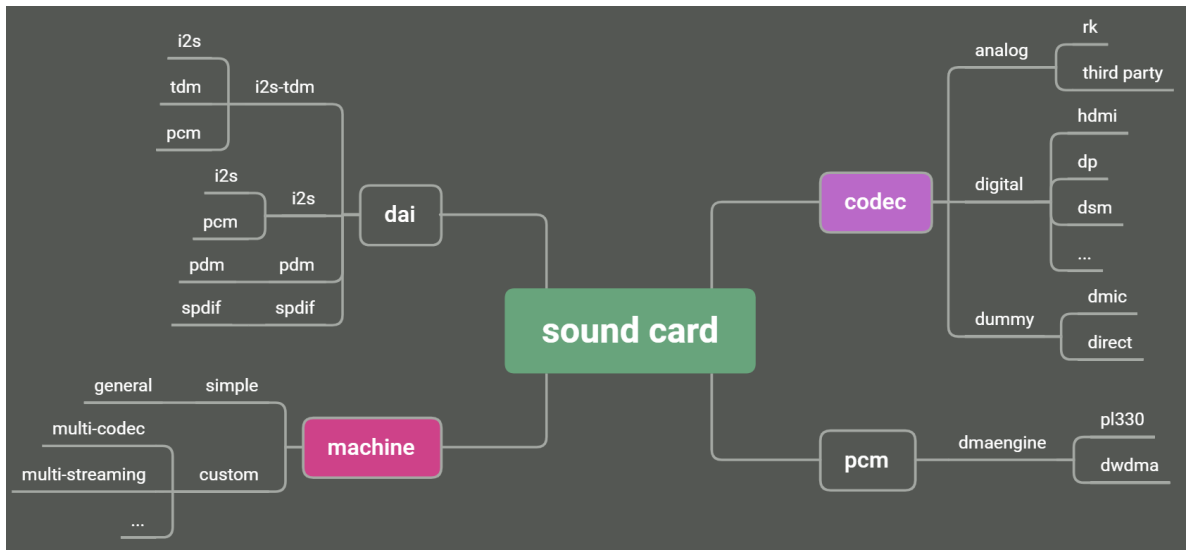 sound card
dai
i2s-tdm
i2s
tdm
pcm
i2s
i2s
pcm
pdm
pdm
spdif
spdif
machine
simple
general
custom
multi-codec
multi-streaming
...
codec
analog
rk
third party
digital
hdmi
dp
dsm
...
dummy
dmic
direct
pcm
dmaengine
pl330
dwdma